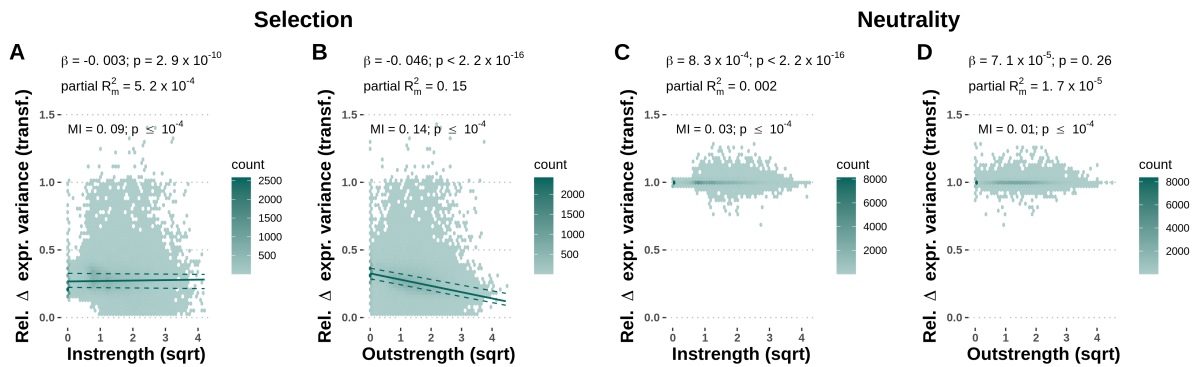 Selection
Neutrality
A
β = -0.003; p = 2.9 x 10^-10
partial R²m = 5.2 x 10^-4
MI = 0.09; p ≤ 10^-4
Rel. Δ expr. variance (transf.)
1.5
1.0
0.5
0.0
0 1 2 3 4
Instrength (sqrt)
count
2500
2000
1500
1000
500
B
β = -0.046; p < 2.2 x 10^-16
partial R²m = 0.15
MI = 0.14; p ≤ 10^-4
Rel. Δ expr. variance (transf.)
1.5
1.0
0.5
0.0
0 1 2 3 4
Outstrength (sqrt)
count
2000
1500
1000
500
C
β = 8.3 x 10^-4; p < 2.2 x 10^-16
partial R²m = 0.002
MI = 0.03; p ≤ 10^-4
Rel. Δ expr. variance (transf.)
1.5
1.0
0.5
0.0
0 1 2 3 4
Instrength (sqrt)
count
8000
6000
4000
2000
D
β = 7.1 x 10^-5; p = 0.26
partial R²m = 1.7 x 10^-5
MI = 0.01; p ≤ 10^-4
Rel. Δ expr. variance (transf.)
1.5
1.0
0.5
0.0
0 1 2 3 4
Outstrength (sqrt)
count
8000
6000
4000
2000